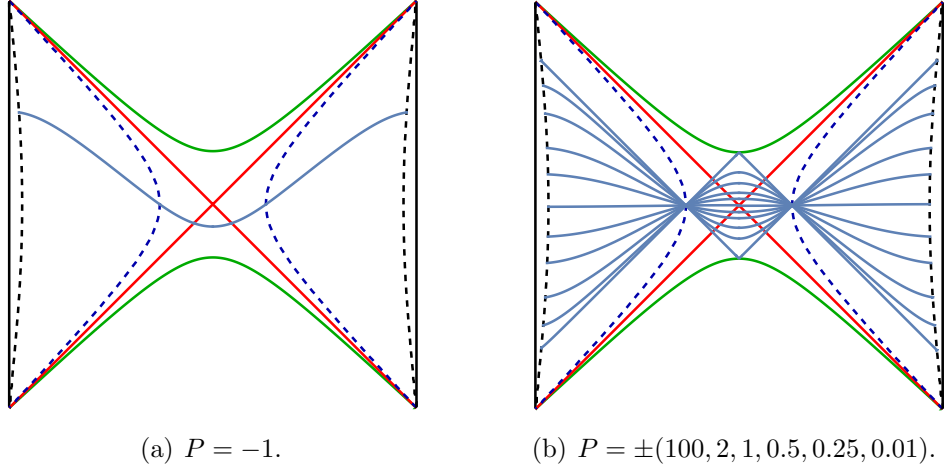 (a) P = −1.
(b) P = ±(100, 2, 1, 0.5, 0.25, 0.01).